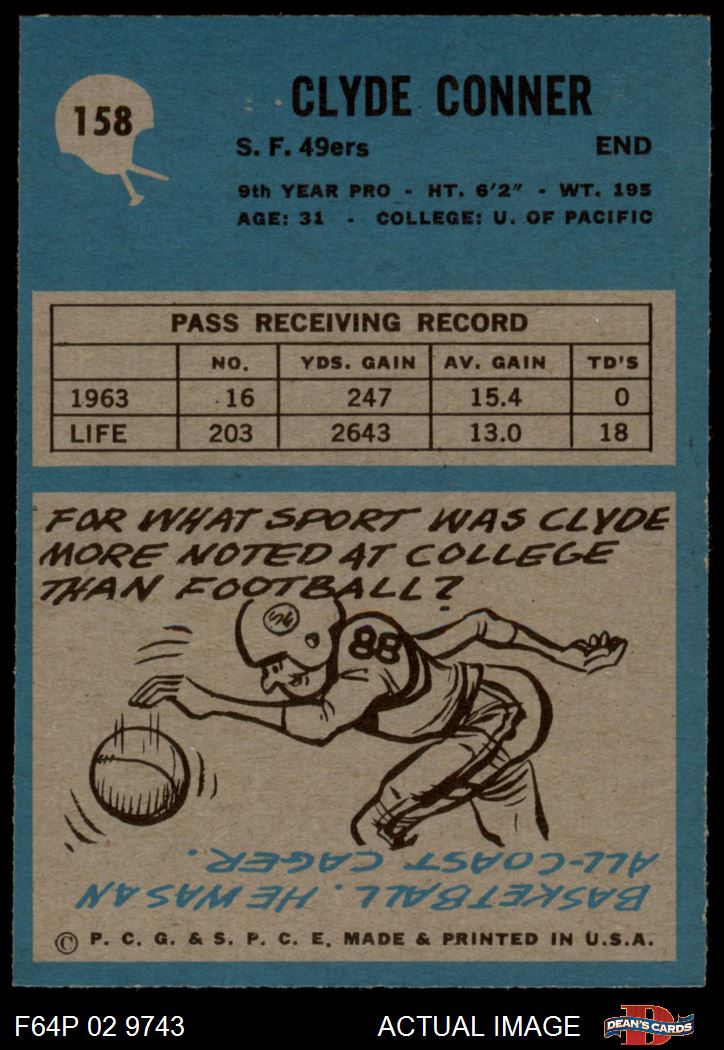 158
CLYDE CONNER
S. F. 49ers END
9th YEAR PRO - HT. 6'2" - WT. 195
AGE: 31 - COLLEGE: U. OF PACIFIC
PASS RECEIVING RECORD
NO. YDS. GAIN AV. GAIN TD'S
1963 16 247 15.4 0
LIFE 203 2643 13.0 18
FOR WHAT SPORT WAS CLYDE
MORE NOTED AT COLLEGE
THAN FOOTBALL?
88
BASKETBALL. HE WAS AN
ALL-COAST CAGER.
© P. C. G. & S. P. C. E. MADE & PRINTED IN U.S.A.
F64P 02 9743 ACTUAL IMAGE DEAN'S CARDS